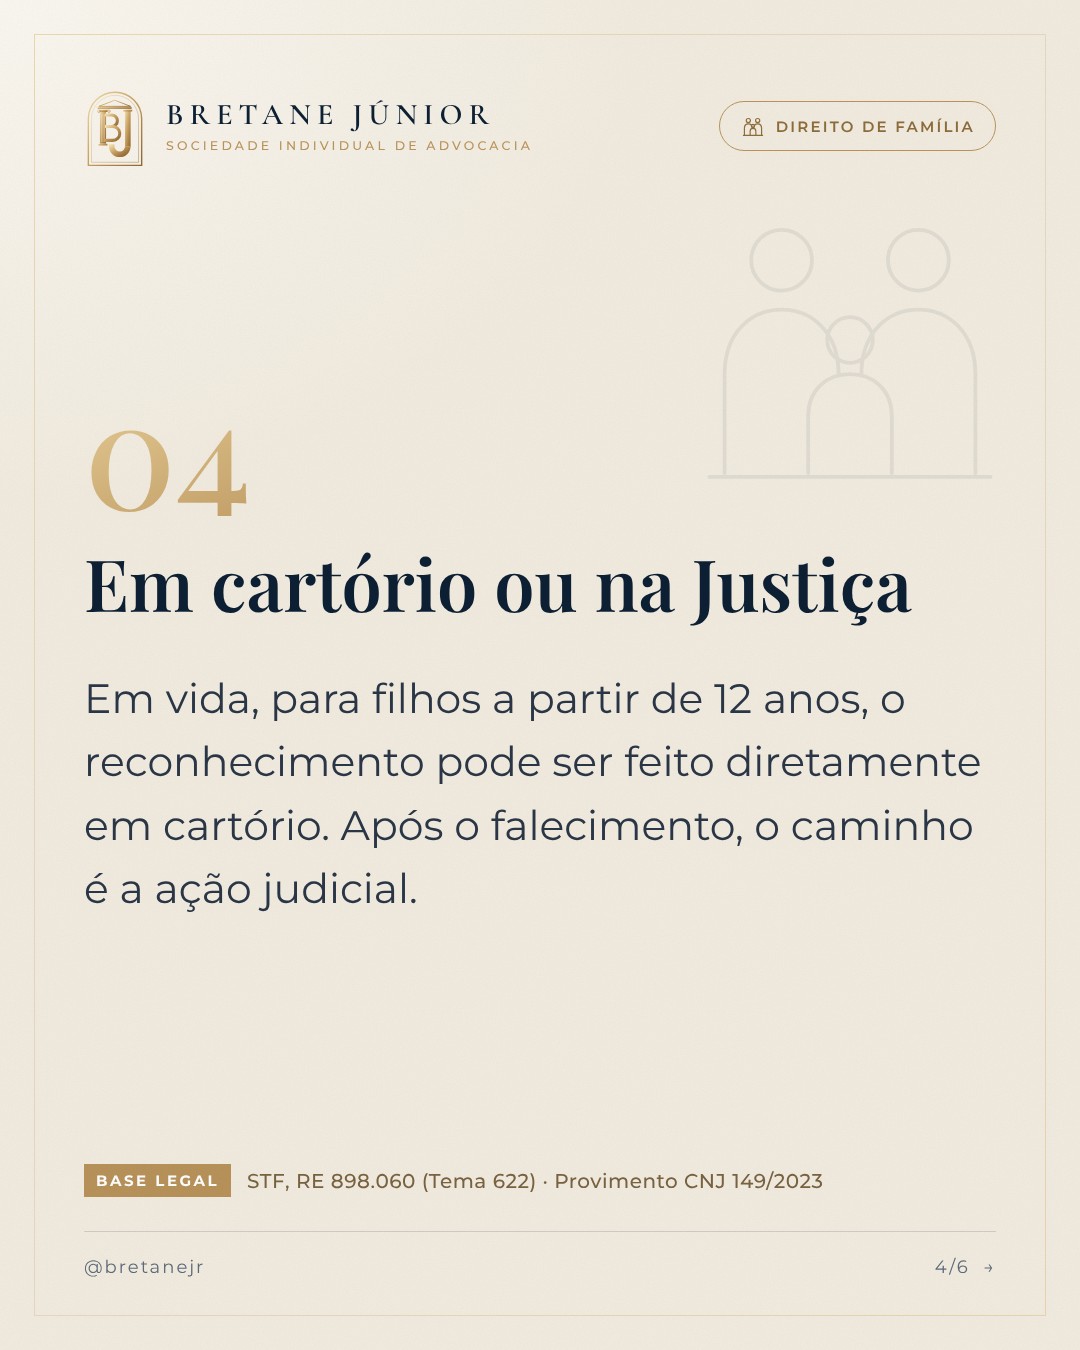 BRETANE JÚNIOR
SOCIEDADE INDIVIDUAL DE ADVOCACIA
DIREITO DE FAMÍLIA
04
Em cartório ou na Justiça
Em vida, para filhos a partir de 12 anos, o
reconhecimento pode ser feito diretamente
em cartório. Após o falecimento, o caminho
é a ação judicial.
BASE LEGAL STF, RE 898.060 (Tema 622) · Provimento CNJ 149/2023
@bretanejr
4/6 →